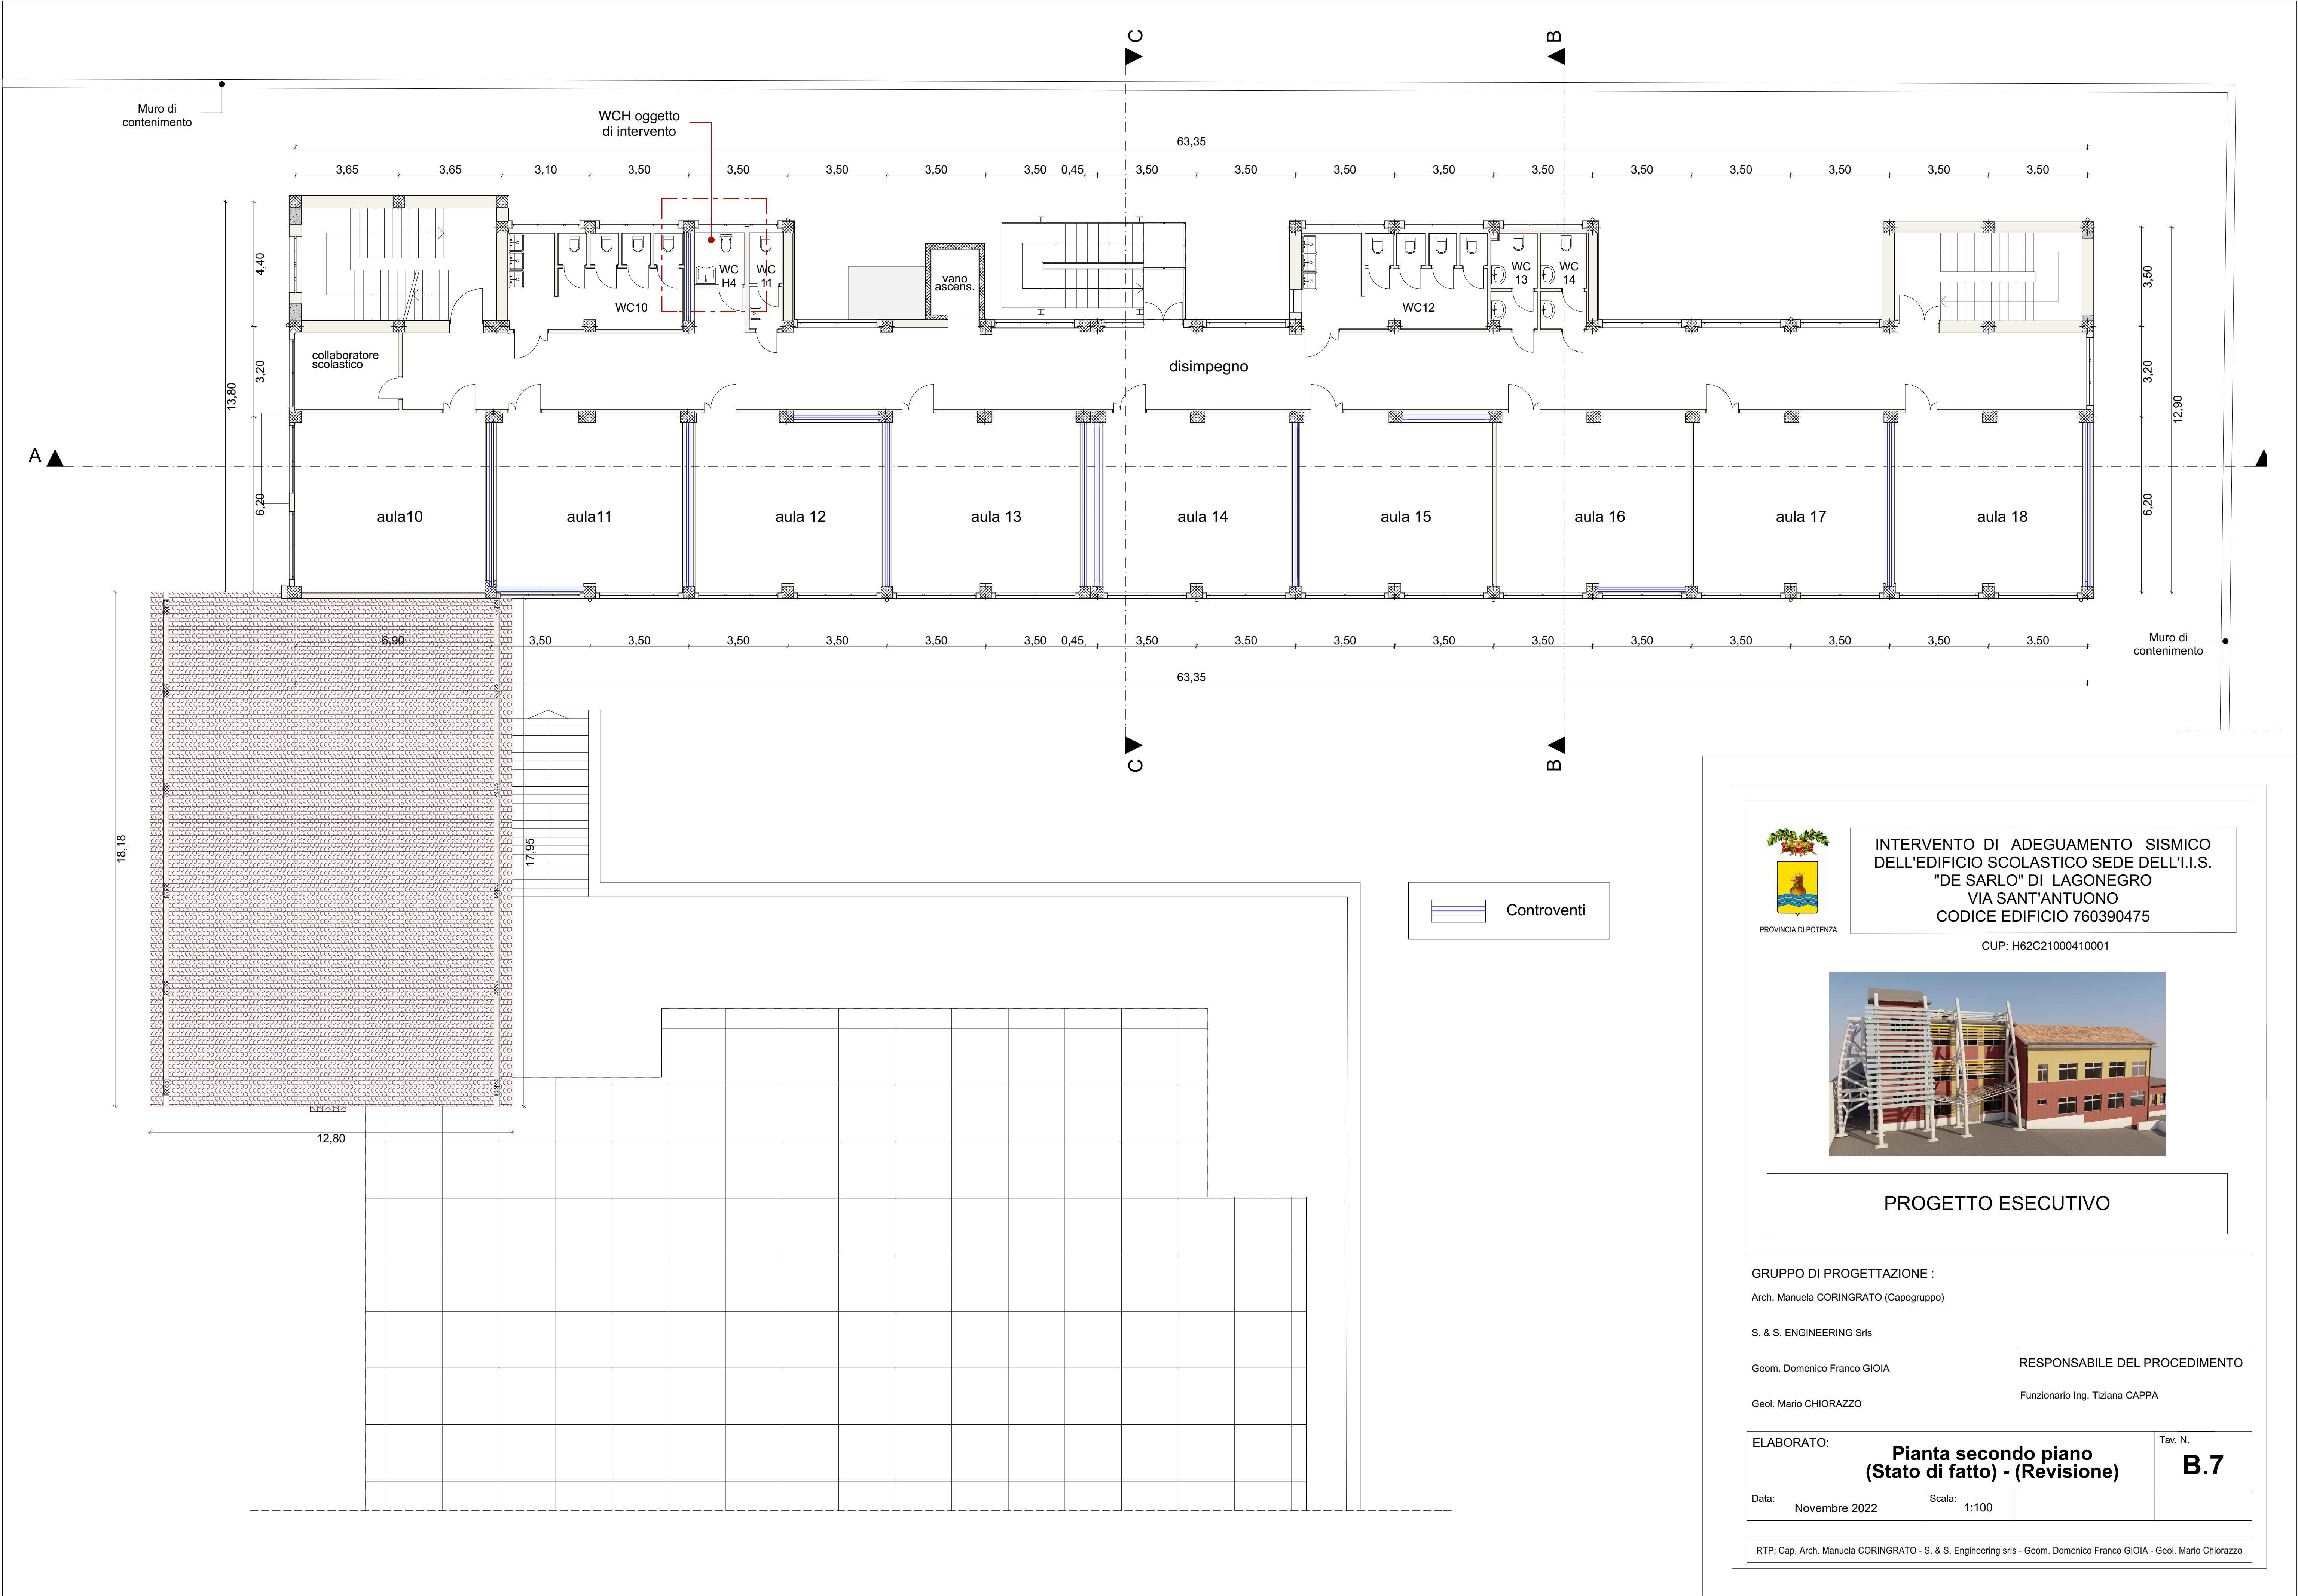 C
B
Muro di
contenimento
WCH oggetto
di intervento
63,35
3,65
3,65
3,10
3,50
3,50
3,50
3,50
3,50
0,45
3,50
3,50
3,50
3,50
3,50
3,50
3,50
3,50
3,50
3,50
4,40
3,20
13,80
6,20
WC
H4
WC
11
WC10
vano
ascens.
WC12
WC
13
WC
14
3,50
3,20
12,90
6,20
collaboratore
scolastico
disimpegno
A
aula10
aula11
aula 12
aula 13
aula 14
aula 15
aula 16
aula 17
aula 18
6,90
3,50
3,50
3,50
3,50
3,50
3,50
0,45
3,50
3,50
3,50
3,50
3,50
3,50
3,50
3,50
3,50
3,50
63,35
Muro di
contenimento
C
B
18,18
17,95
12,80
Controventi
PROVINCIA DI POTENZA
INTERVENTO DI ADEGUAMENTO SISMICO
DELL'EDIFICIO SCOLASTICO SEDE DELL'I.I.S.
"DE SARLO" DI LAGONEGRO
VIA SANT'ANTUONO
CODICE EDIFICIO 760390475
CUP: H62C21000410001
PROGETTO ESECUTIVO
GRUPPO DI PROGETTAZIONE :
Arch. Manuela CORINGRATO (Capogruppo)
S. & S. ENGINEERING Srls
Geom. Domenico Franco GIOIA
Geol. Mario CHIORAZZO
RESPONSABILE DEL PROCEDIMENTO
Funzionario Ing. Tiziana CAPPA
ELABORATO:
Pianta secondo piano
(Stato di fatto) - (Revisione)
Tav. N.
B.7
Data:
Novembre 2022
Scala:
1:100
RTP: Cap. Arch. Manuela CORINGRATO - S. & S. Engineering srls - Geom. Domenico Franco GIOIA - Geol. Mario Chiorazzo